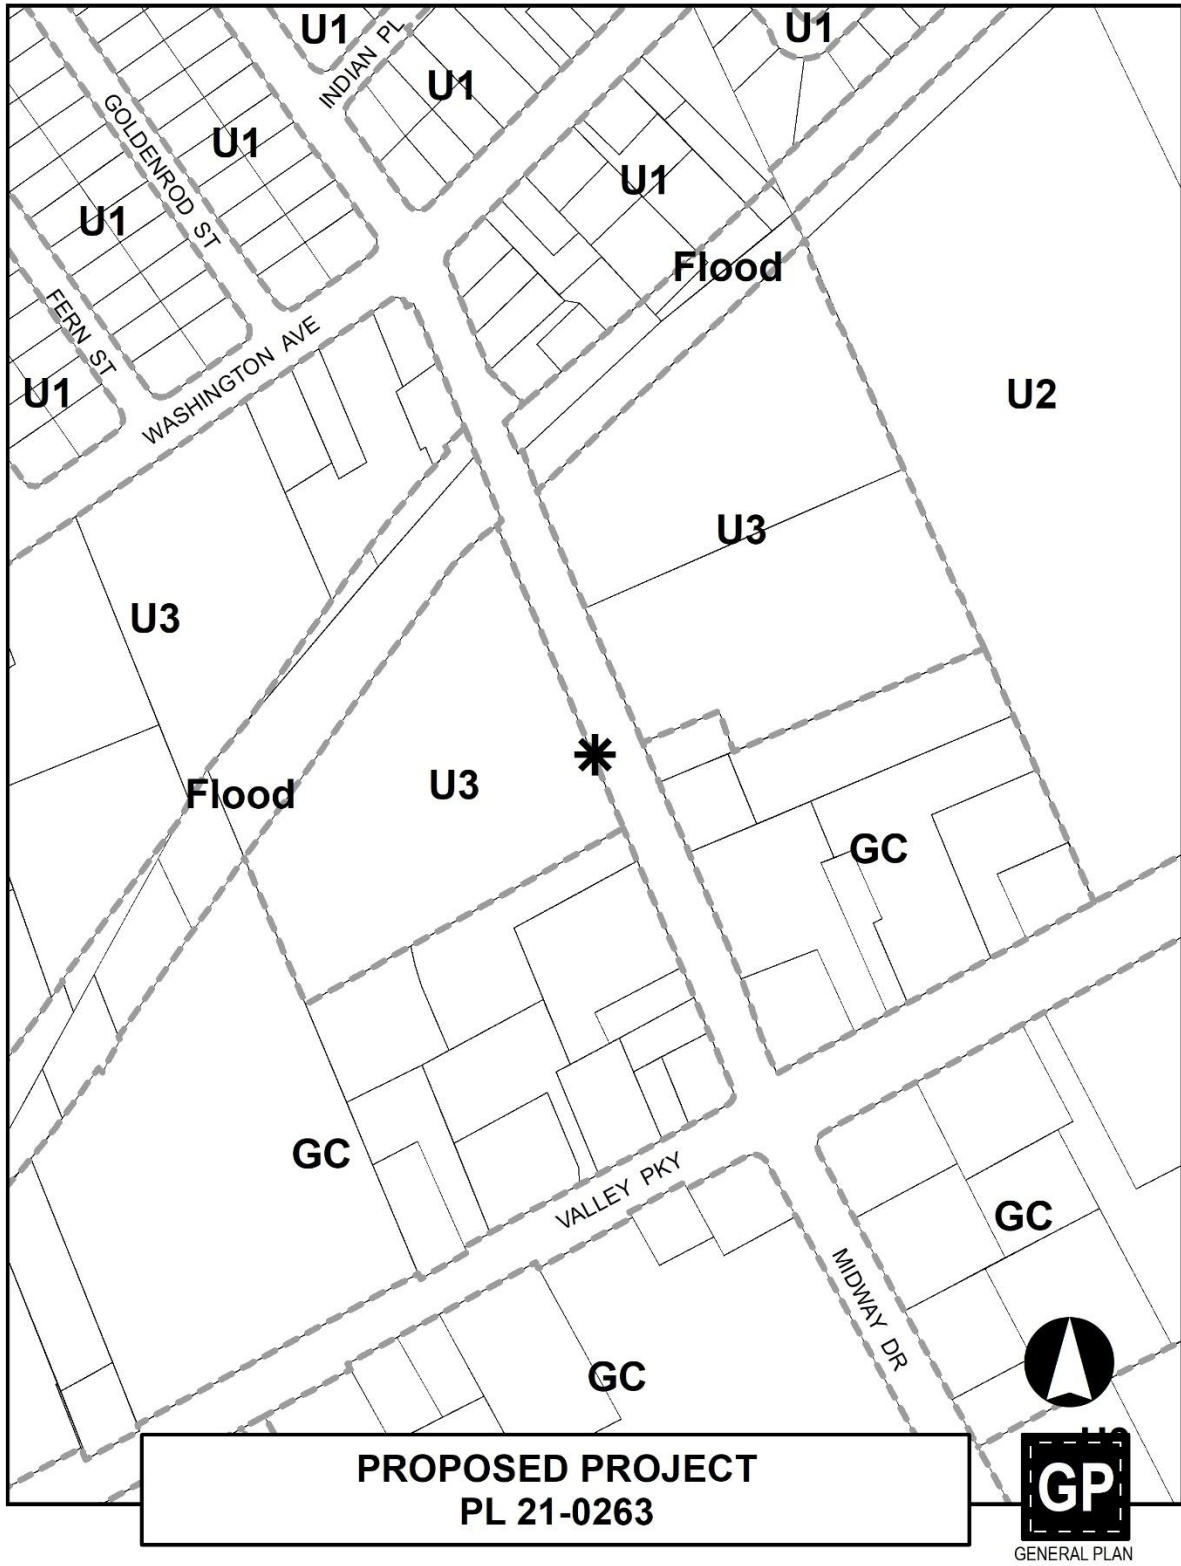 U1
INDIAN PL
U1
U1
GOLDENROD ST
U1
U1
U1
Flood
FERN ST
WASHINGTON AVE
U1
U2
U3
U3
Flood
U3
GC
GC
VALLEY PKY
GC
MIDWAY DR
GC
PROPOSED PROJECT
PL 21-0263
GP
GENERAL PLAN